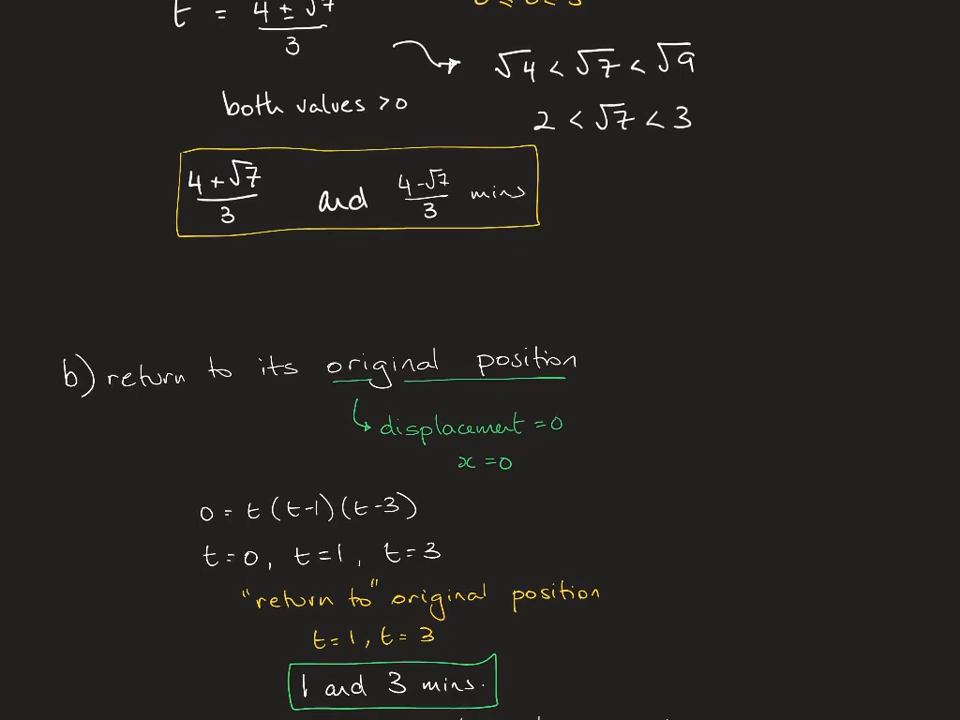 t = 4 ± √7 / 3
√4 < √7 < √9
both values > 0
2 < √7 < 3
4 + √7 / 3 and 4 - √7 / 3 mins
b) return to its original position
displacement = 0
x = 0
0 = t (t-1) (t-3)
t = 0, t = 1, t = 3
"return to" original position
t = 1, t = 3
1 and 3 mins.